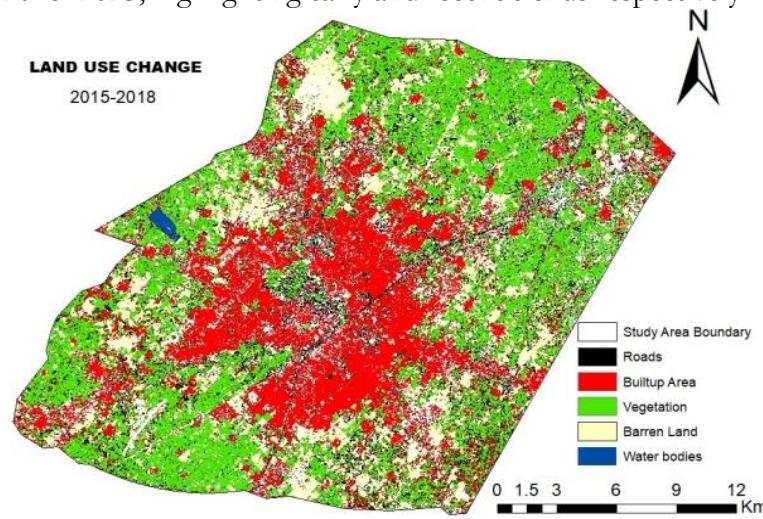 LAND USE CHANGE
2015-2018
N
Study Area Boundary
Roads
Builtup Area
Vegetation
Barren Land
Water bodies
0 1.5 3 6 9 12
Km